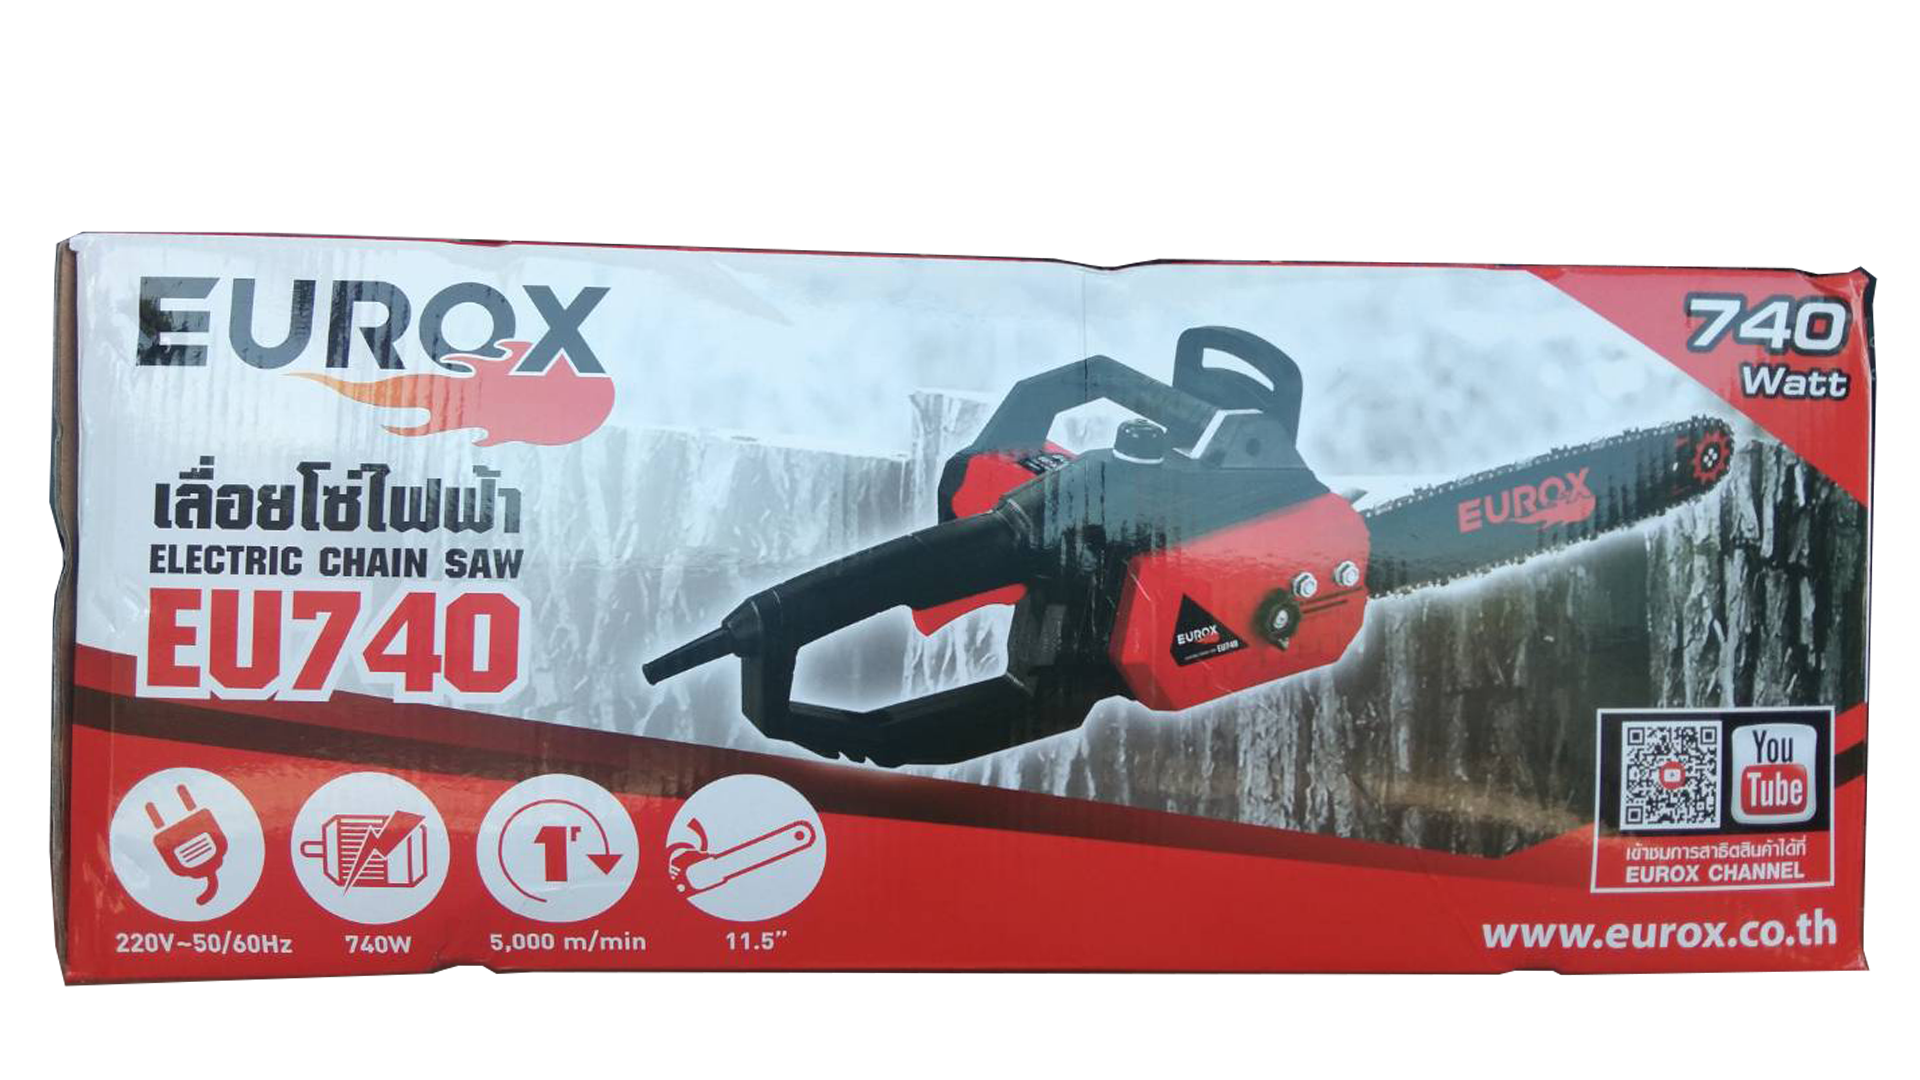 EUROX
เลื่อยโซ่ไฟฟ้า
ELECTRIC CHAIN SAW
EU740
740
Watt
EUROX
EUROX
EU740
220V~50/60Hz
740W
5,000 m/min
11.5”
You
Tube
เข้าชมการสาธิตสินค้าได้ที่
EUROX CHANNEL
www.eurox.co.th